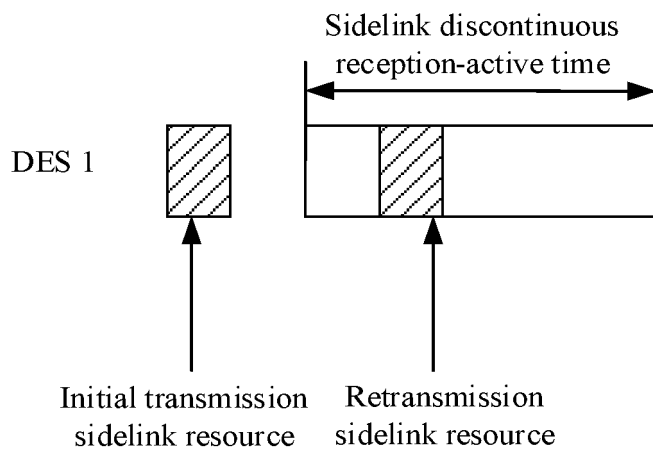 Sidelink discontinuous
reception-active time
DES 1
Initial transmission
sidelink resource
Retransmission
sidelink resource